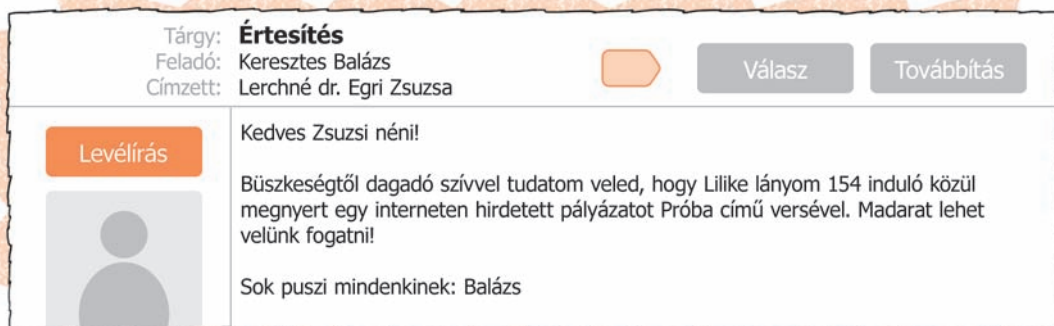 Tárgy: Értesítés
Feladó: Keresztes Balázs
Címzett: Lerchné dr. Egri Zsuzsa
Válasz
Továbbítás
Levélírás
Kedves Zsuzsi néni!
Büszkeségtől dagadó szívvel tudatom veled, hogy Lilike lányom 154 induló közül
megnyert egy interneten hirdetett pályázatot Próba című versével. Madarat lehet
velünk fogatni!
Sok puszi mindenkinek: Balázs